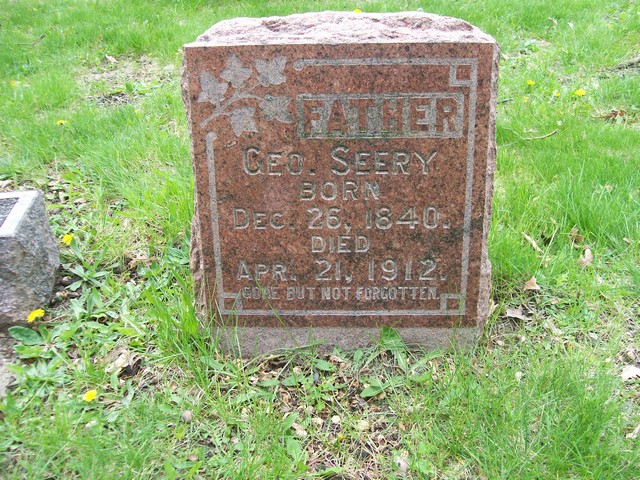 FATHER
GEO. SEERY
BORN
DEC. 26, 1840.
DIED
APR. 21, 1912.
GONE BUT NOT FORGOTTEN.